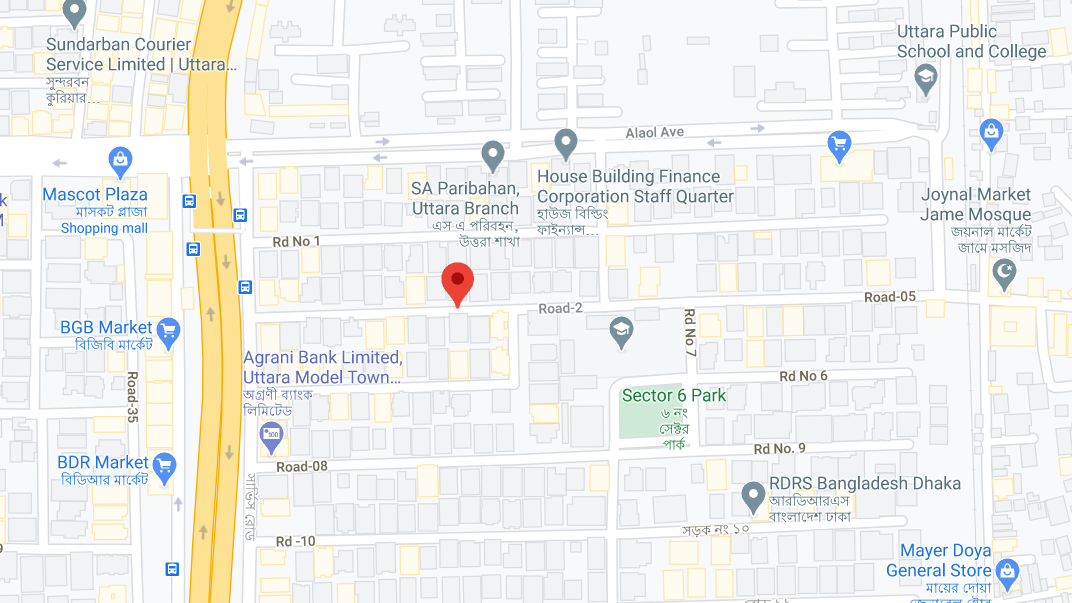 Sundarban Courier
Service Limited | Uttara...
সুন্দরবন
কুরিয়ার...
Uttara Public
School and College
Alaol Ave
Mascot Plaza
মাসকট প্লাজা
Shopping mall
SA Paribahan,
Uttara Branch
এস এ পরিবহন,
উত্তরা শাখা
House Building Finance
Corporation Staff Quarter
হাউজ বিল্ডিং
ফাইন্যান্স...
Joynal Market
Jame Mosque
জয়নাল মার্কেট
জামে মসজিদ
Rd No 1
Road-2
Road-05
BGB Market
বিজিবি মার্কেট
Rd No 7
Agrani Bank Limited,
Uttara Model Town...
অগ্রণী ব্যাংক
লিমিটেড
Road-35
Rd No 6
Sector 6 Park
৬ নং
সেক্টর
পার্ক
Rd No. 9
BDR Market
বিডিআর মার্কেট
Road-08
সার্ভিস রোড
RDRS Bangladesh Dhaka
আরডিআরএস
বাংলাদেশ ঢাকা
সড়ক নং ১০
Rd -10
Mayer Doya
General Store
মায়ের দোয়া